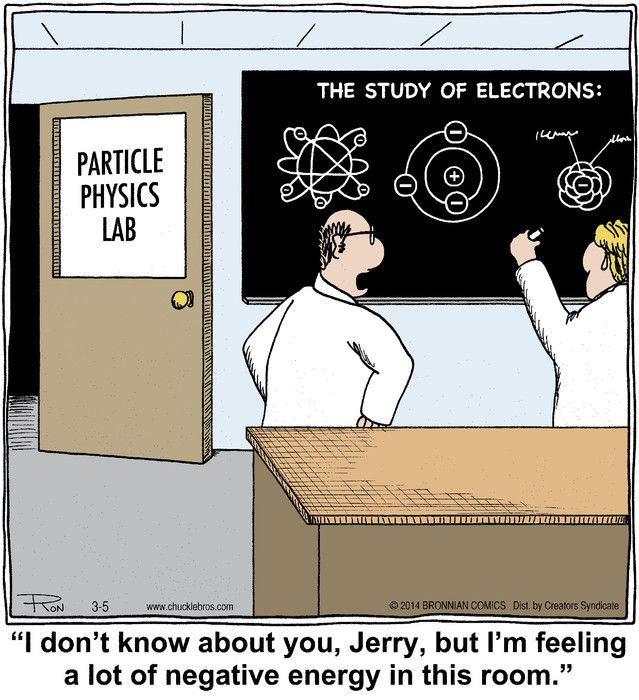 THE STUDY OF ELECTRONS:
PARTICLE
PHYSICS
LAB
RON
3-5
www.chucklebros.com
© 2014 BRONNIAN COMICS Dist. by Creators Syndicate
“I don’t know about you, Jerry, but I’m feeling
a lot of negative energy in this room.”